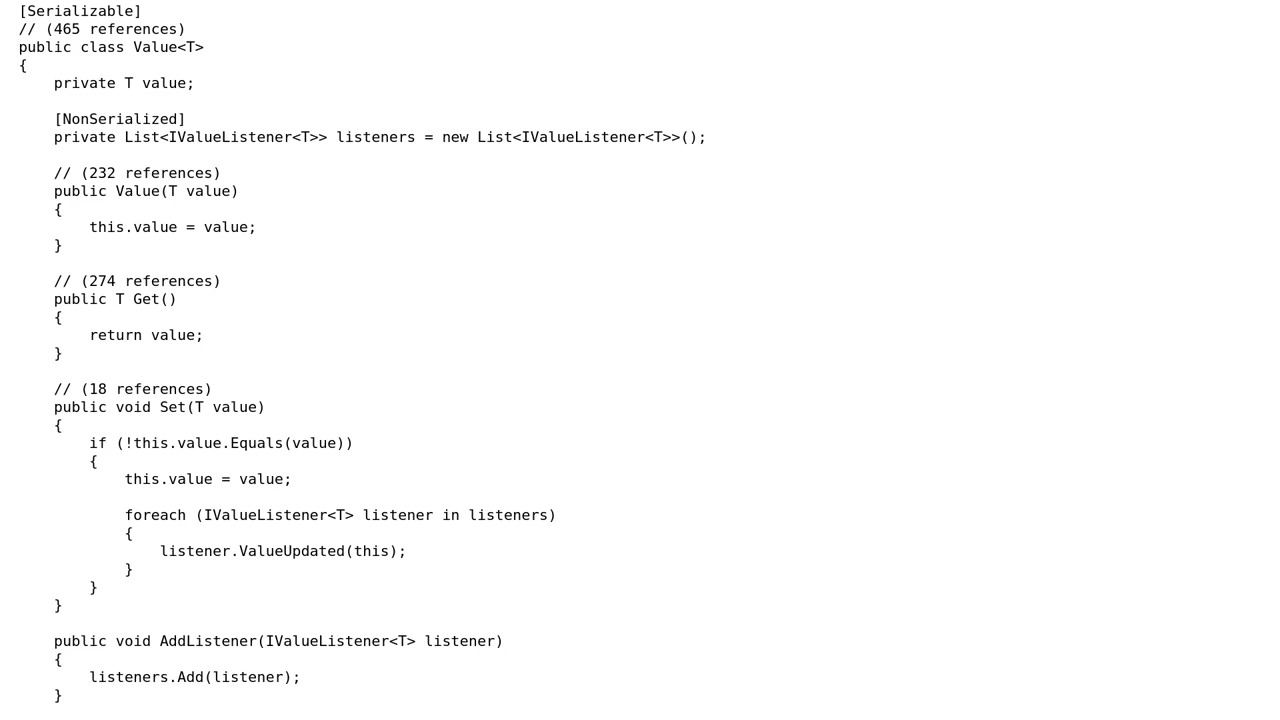 [Serializable]
// (465 references)
public class Value<T>
{
    private T value;

    [NonSerialized]
    private List<IValueListener<T>> listeners = new List<IValueListener<T>>();

    // (232 references)
    public Value(T value)
    {
        this.value = value;
    }

    // (274 references)
    public T Get()
    {
        return value;
    }

    // (18 references)
    public void Set(T value)
    {
        if (!this.value.Equals(value))
        {
            this.value = value;

            foreach (IValueListener<T> listener in listeners)
            {
                listener.ValueUpdated(this);
            }
        }
    }

    public void AddListener(IValueListener<T> listener)
    {
        listeners.Add(listener);
    }